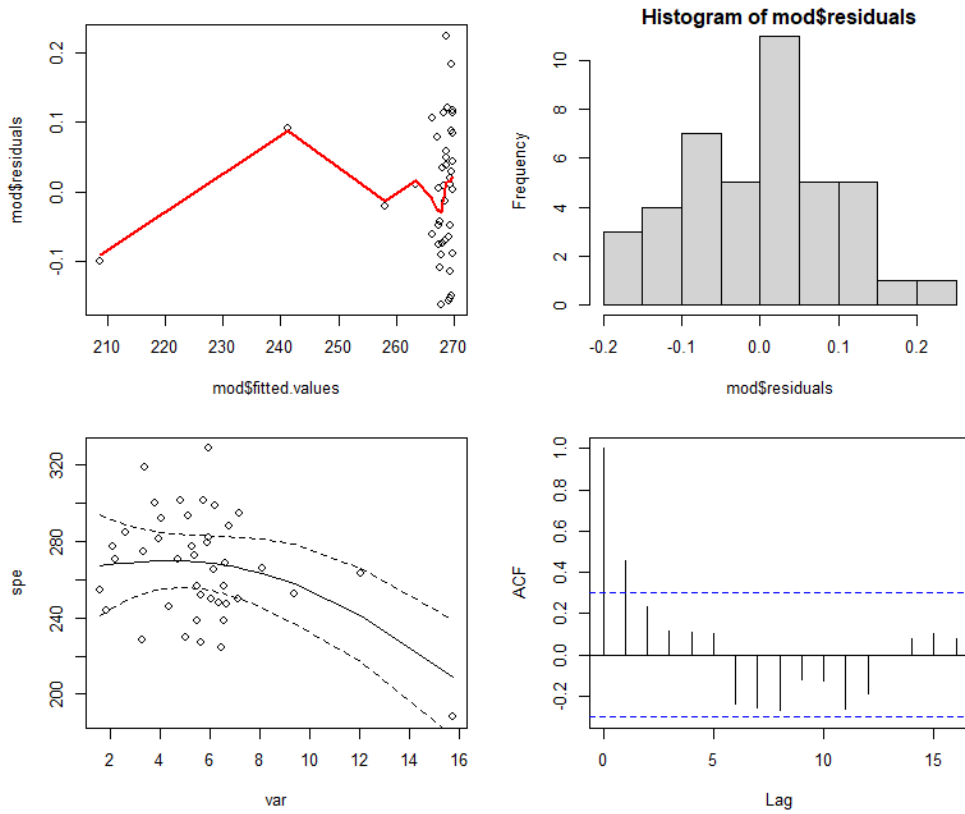 mod$residuals
0.2
0.1
0.0
-0.1
210 220 230 240 250 260 270
mod$fitted.values
Histogram of mod$residuals
Frequency
10
8
6
4
2
0
-0.2 -0.1 0.0 0.1 0.2
mod$residuals
spe
320
280
240
200
2 4 6 8 10 12 14 16
var
ACF
1.0
0.8
0.6
0.4
0.2
0.0
-0.2
0 5 10 15
Lag